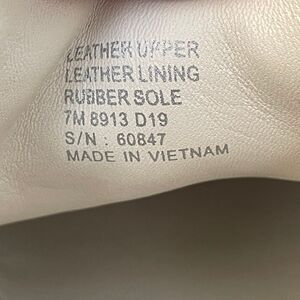 LEATHER UPPER
LEATHER LINING
RUBBER SOLE
7M 8913 D19
S/N : 60847
MADE IN VIETNAM